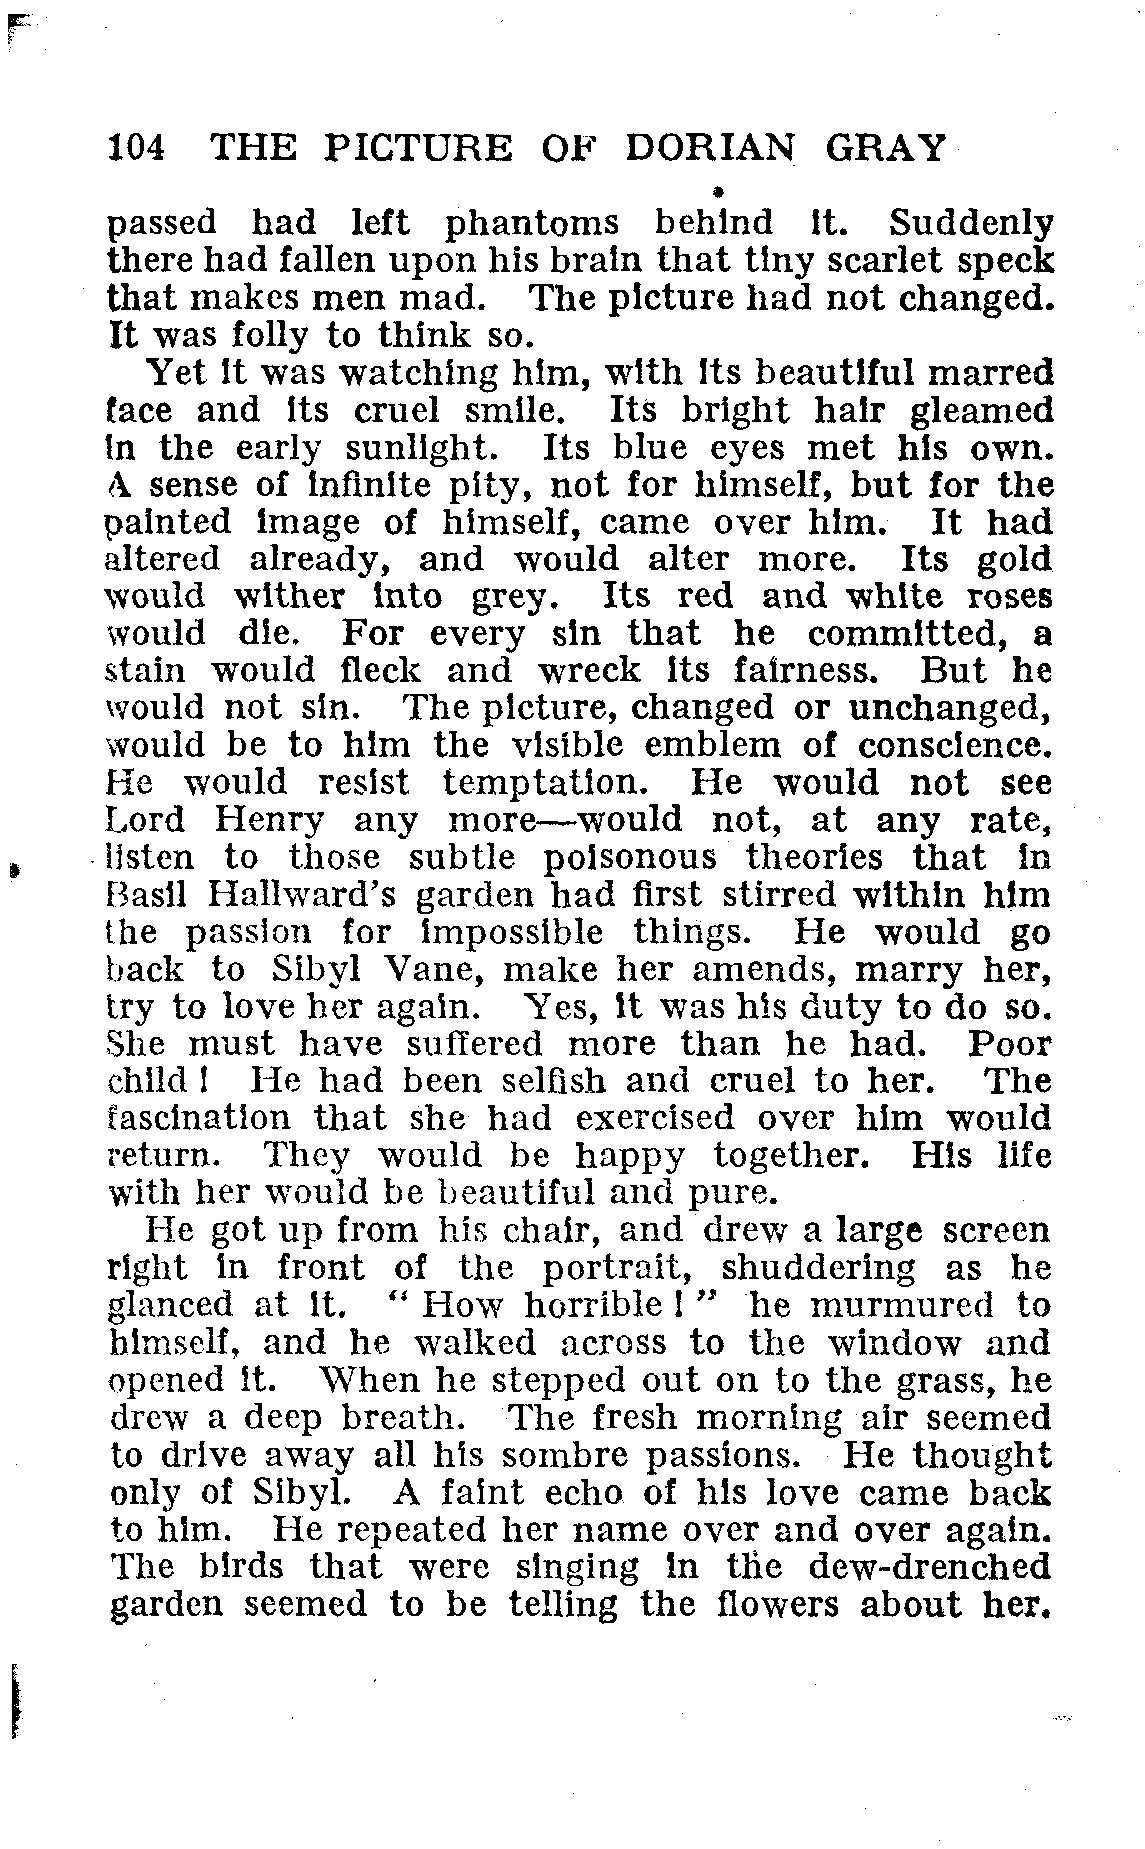 104 THE PICTURE OF DORIAN GRAY
passed had left phantoms behind it. Suddenly
there had fallen upon his brain that tiny scarlet speck
that makes men mad. The picture had not changed.
It was folly to think so.
Yet it was watching him, with its beautiful marred
face and its cruel smile. Its bright hair gleamed
in the early sunlight. Its blue eyes met his own.
A sense of infinite pity, not for himself, but for the
painted image of himself, came over him. It had
altered already, and would alter more. Its gold
would wither into grey. Its red and white roses
would die. For every sin that he committed, a
stain would fleck and wreck its fairness. But he
would not sin. The picture, changed or unchanged,
would be to him the visible emblem of conscience.
He would resist temptation. He would not see
Lord Henry any more—would not, at any rate,
listen to those subtle poisonous theories that in
Basil Hallward's garden had first stirred within him
the passion for impossible things. He would go
back to Sibyl Vane, make her amends, marry her,
try to love her again. Yes, it was his duty to do so.
She must have suffered more than he had. Poor
child! He had been selfish and cruel to her. The
fascination that she had exercised over him would
return. They would be happy together. His life
with her would be beautiful and pure.
He got up from his chair, and drew a large screen
right in front of the portrait, shuddering as he
glanced at it. “How horrible!” he murmured to
himself, and he walked across to the window and
opened it. When he stepped out on to the grass, he
drew a deep breath. The fresh morning air seemed
to drive away all his sombre passions. He thought
only of Sibyl. A faint echo of his love came back
to him. He repeated her name over and over again.
The birds that were singing in the dew-drenched
garden seemed to be telling the flowers about her.